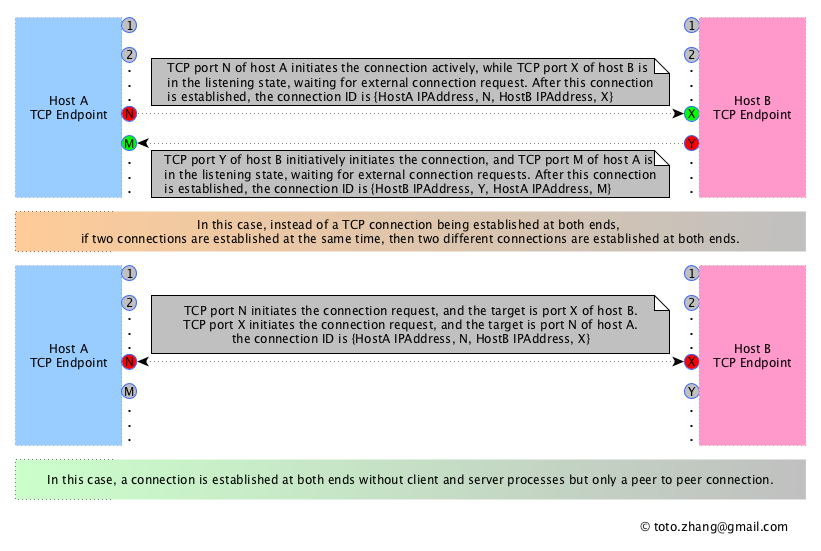 1
1
2
2
TCP port N of host A initiates the connection actively, while TCP port X of host B is
in the listening state, waiting for external connection request. After this connection
is established, the connection ID is {HostA IPAddress, N, HostB IPAddress, X}
Host A
TCP Endpoint
Host B
TCP Endpoint
N
X
M
Y
TCP port Y of host B initiatively initiates the connection, and TCP port M of host A is
in the listening state, waiting for external connection requests. After this connection
is established, the connection ID is {HostB IPAddress, Y, HostA IPAddress, M}
In this case, instead of a TCP connection being established at both ends,
if two connections are established at the same time, then two different connections are established at both ends.
1
1
2
2
TCP port N initiates the connection request, and the target is port X of host B.
TCP port X initiates the connection request, and the target is port N of host A.
the connection ID is {HostA IPAddress, N, HostB IPAddress, X}
Host A
TCP Endpoint
Host B
TCP Endpoint
N
X
M
Y
In this case, a connection is established at both ends without client and server processes but only a peer to peer connection.
© toto.zhang@gmail.com